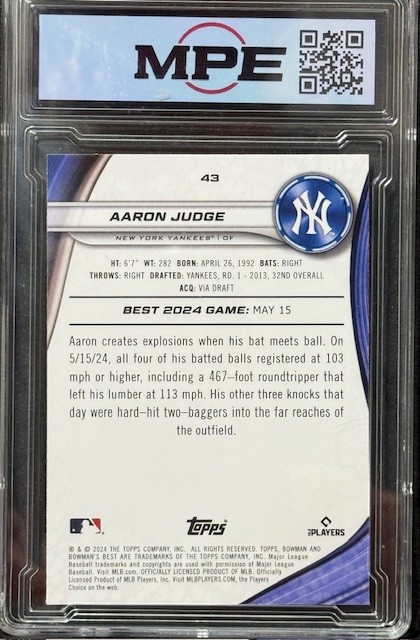 MPE
43
NY
AARON JUDGE
NEW YORK YANKEES® | OF
HT: 6'7" WT: 282 BORN: APRIL 26, 1992 BATS: RIGHT
THROWS: RIGHT DRAFTED: YANKEES, RD. 1 - 2013, 32ND OVERALL
ACQ: VIA DRAFT
BEST 2024 GAME: MAY 15
Aaron creates explosions when his bat meets ball. On
5/15/24, all four of his batted balls registered at 103
mph or higher, including a 467-foot roundtripper that
left his lumber at 113 mph. His other three knocks that
day were hard-hit two-baggers into the far reaches of
the outfield.
Topps
PLAYERS
® & © 2024 THE TOPPS COMPANY, INC. ALL RIGHTS RESERVED. TOPPS, BOWMAN AND
BOWMAN'S BEST ARE TRADEMARKS OF THE TOPPS COMPANY, INC. Major League
Baseball trademarks and copyrights are used with permission of Major League
Baseball. Visit MLB.com. OFFICIALLY LICENSED PRODUCT OF MLB. Officially
Licensed Product of MLB Players, Inc. Visit MLBPLAYERS.COM, the Players
Choice on the web.